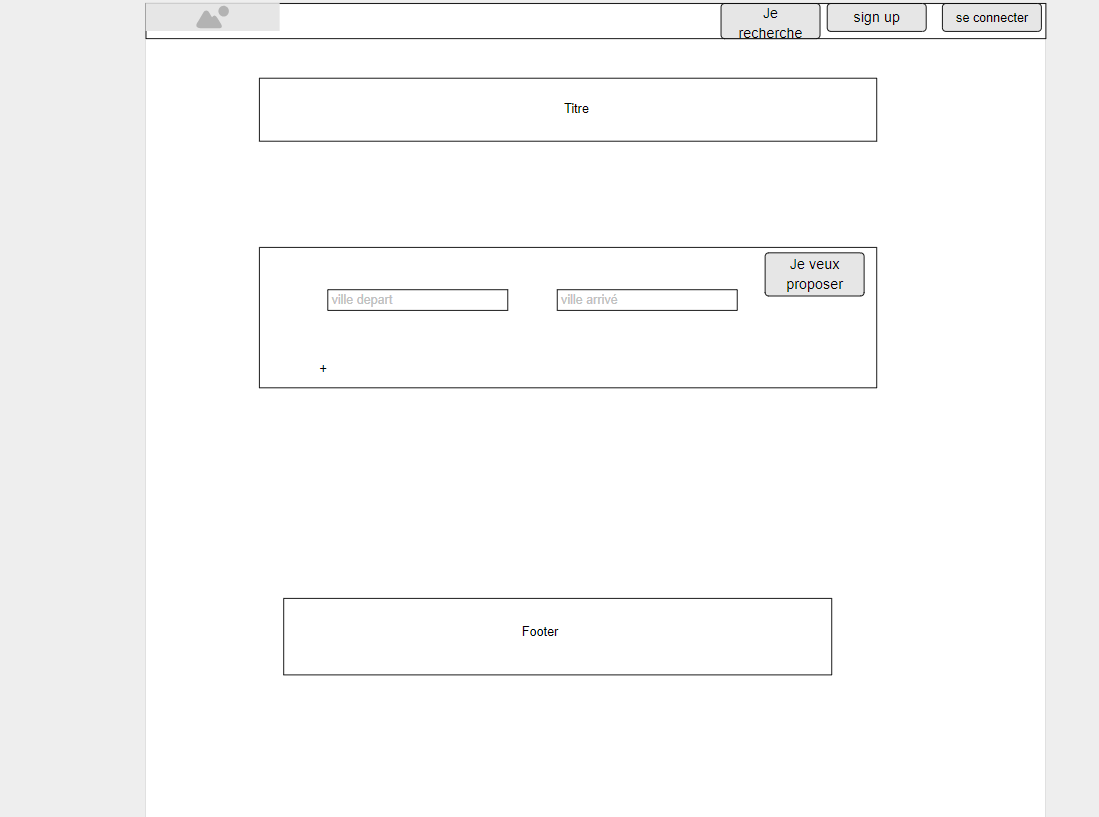 Je
recherche
sign up
se connecter
Titre
Je veux
proposer
ville depart
ville arrivé
+
Footer